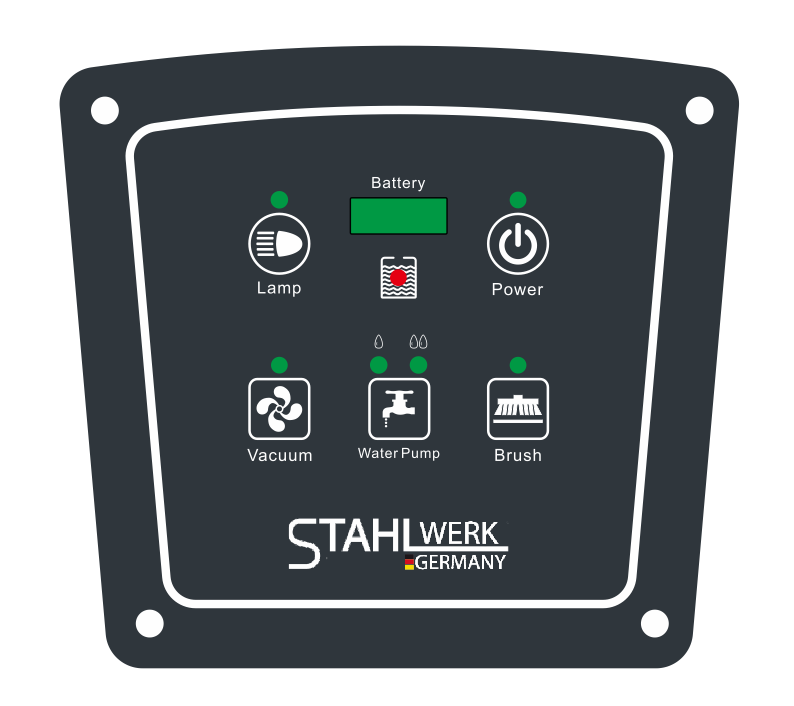 Battery
Lamp
Power
Vacuum
Water Pump
Brush
STAHLWERK
GERMANY